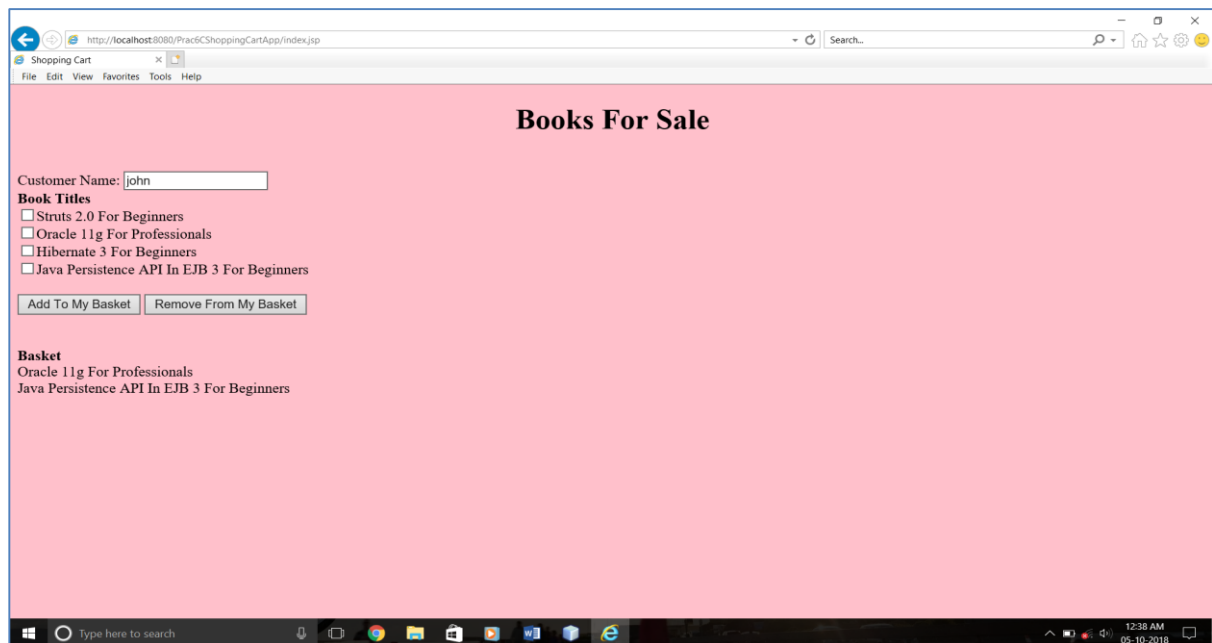 http://localhost:8080/Prac6CShoppingCartApp/index.jsp
Search...
Shopping Cart
File Edit View Favorites Tools Help
Books For Sale
Customer Name: john
Book Titles
Struts 2.0 For Beginners
Oracle 11g For Professionals
Hibernate 3 For Beginners
Java Persistence API In EJB 3 For Beginners
Add To My Basket Remove From My Basket
Basket
Oracle 11g For Professionals
Java Persistence API In EJB 3 For Beginners
Type here to search
12:38 AM
05-10-2018